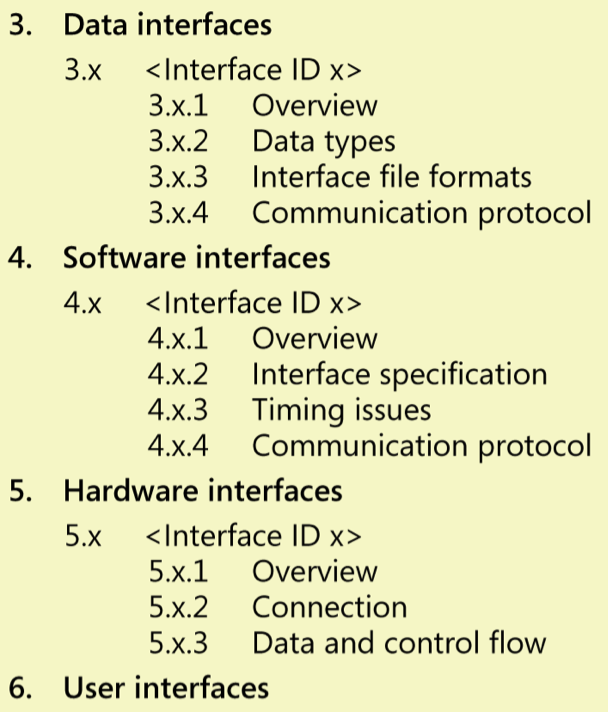 3. Data interfaces
3.x <Interface ID x>
3.x.1 Overview
3.x.2 Data types
3.x.3 Interface file formats
3.x.4 Communication protocol
4. Software interfaces
4.x <Interface ID x>
4.x.1 Overview
4.x.2 Interface specification
4.x.3 Timing issues
4.x.4 Communication protocol
5. Hardware interfaces
5.x <Interface ID x>
5.x.1 Overview
5.x.2 Connection
5.x.3 Data and control flow
6. User interfaces